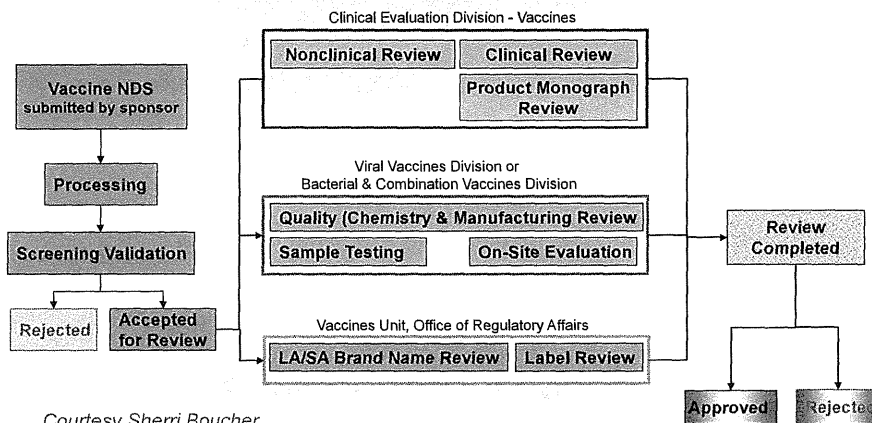 Clinical Evaluation Division - Vaccines
Nonclinical Review
Clinical Review
Product Monograph
Review
Vaccine NDS
submitted by sponsor
Processing
Screening Validation
Rejected
Accepted
for Review
Viral Vaccines Division or
Bacterial & Combination Vaccines Division
Quality (Chemistry & Manufacturing Review
Sample Testing
On-Site Evaluation
Vaccines Unit, Office of Regulatory Affairs
LA/SA Brand Name Review
Label Review
Review
Completed
Approved
Rejected
Courtesy Sherri Boucher